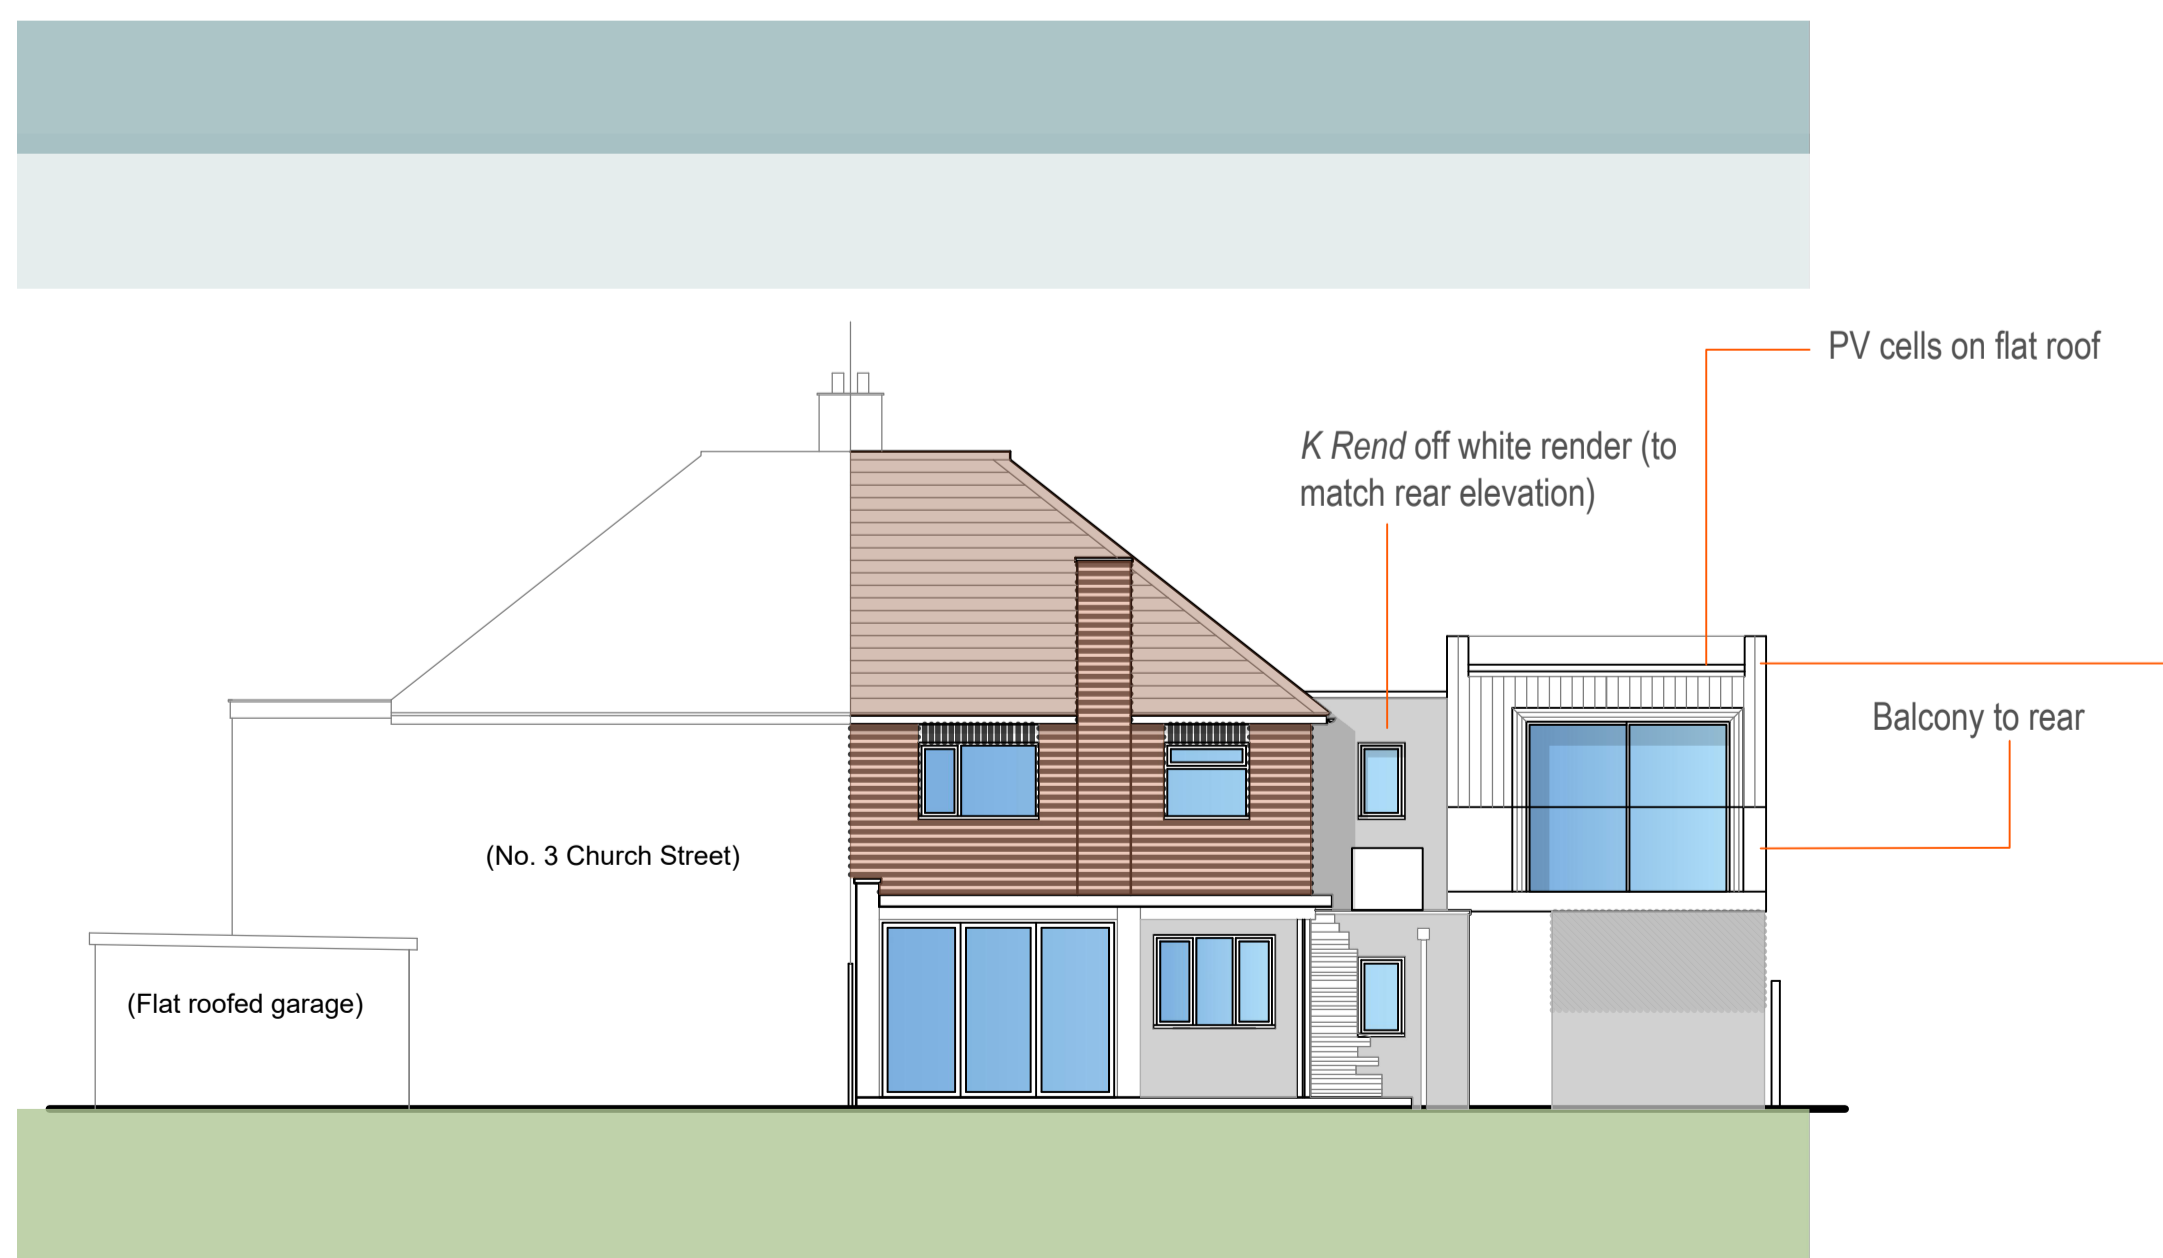 PV cells on flat roof
K Rend off white render (to
match rear elevation)
Balcony to rear
(No. 3 Church Street)
(Flat roofed garage)